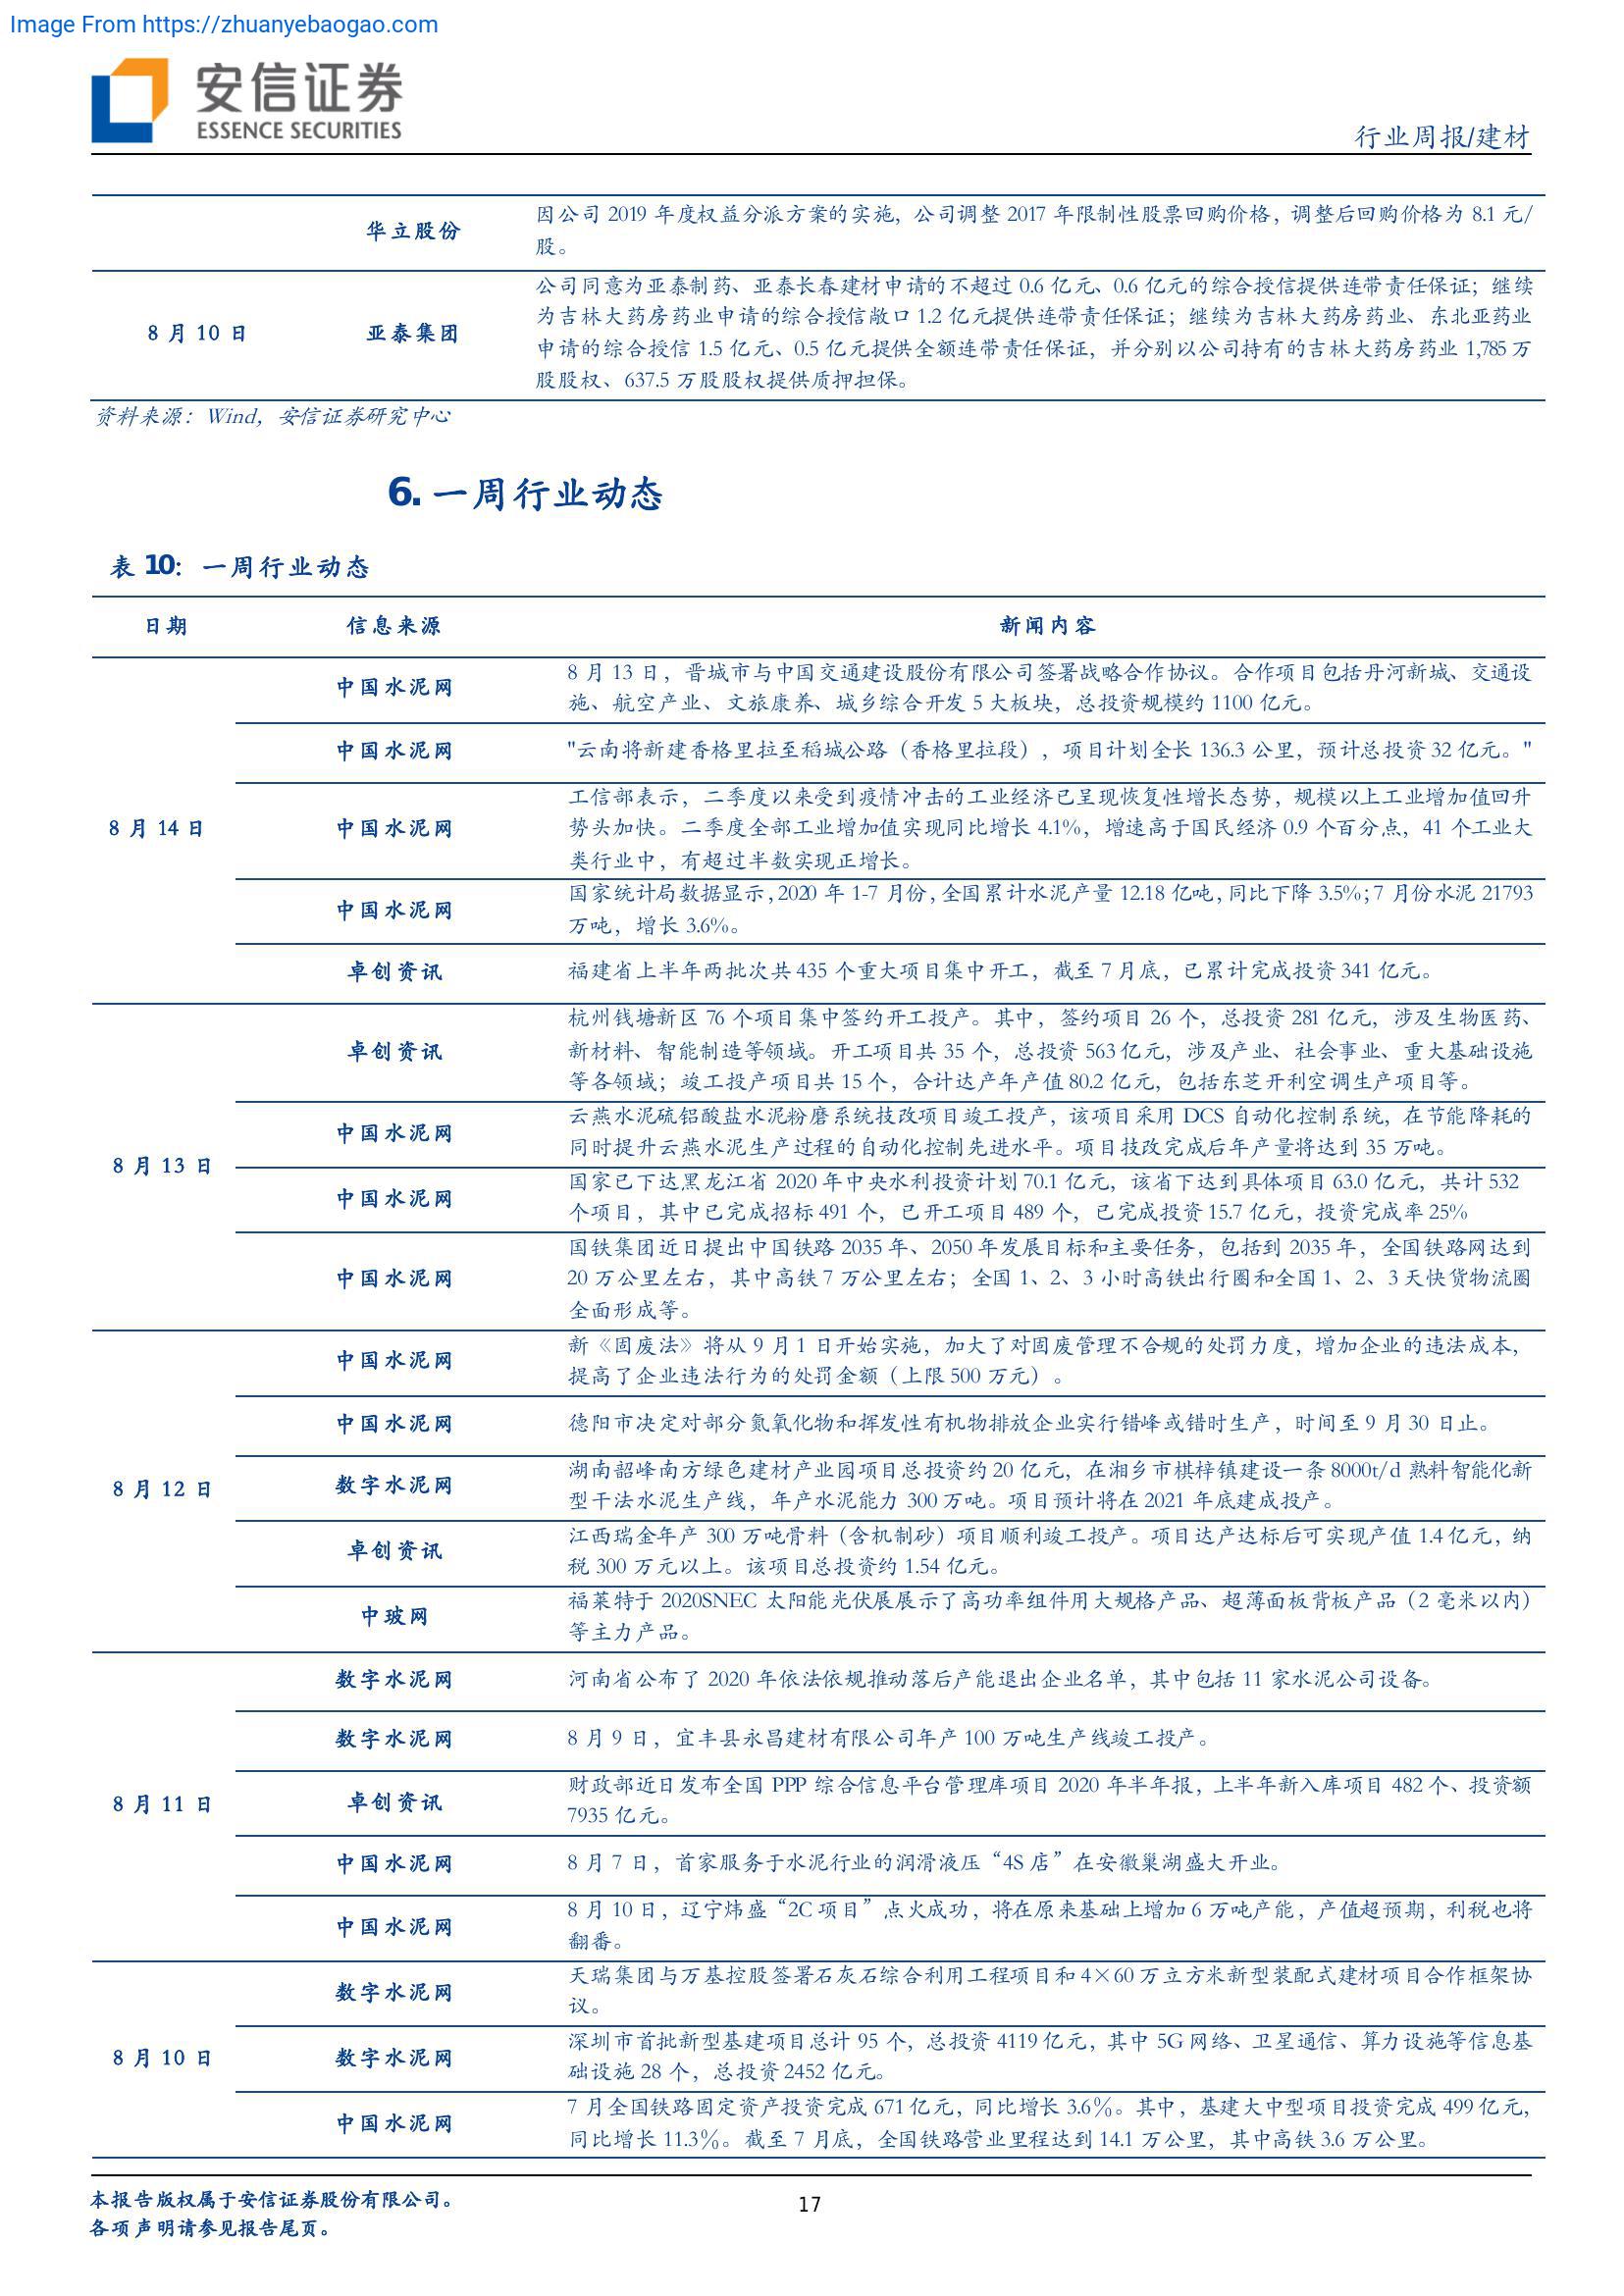 Image From https://zhuanyebaogao.com
安信证券
ESSENCE SECURITIES
行业周报/建材
华立股份
因公司 2019 年度权益分派方案的实施，公司调整 2017 年限制性股票回购价格，调整后回购价格为 8.1 元/
股。
8 月 10 日
亚泰集团
公司同意为亚泰制药、亚泰长春建材申请的不超过 0.6 亿元、0.6 亿元的综合授信提供连带责任保证；继续
为吉林大药房药业申请的综合授信敞口 1.2 亿元提供连带责任保证；继续为吉林大药房药业、东北亚药业
申请的综合授信 1.5 亿元、0.5 亿元提供全额连带责任保证，并分别以公司持有的吉林大药房药业 1,785 万
股股权、637.5 万股股权提供质押担保。
资料来源：Wind，安信证券研究中心
6. 一周行业动态
表 10：一周行业动态
日期 信息来源 新闻内容
8 月 14 日
中国水泥网
8 月 13 日，晋城市与中国交通建设股份有限公司签署战略合作协议。合作项目包括丹河新城、交通设
施、航空产业、文旅康养、城乡综合开发 5 大板块，总投资规模约 1100 亿元。
中国水泥网
"云南将新建香格里拉至稻城公路（香格里拉段），项目计划全长 136.3 公里，预计总投资 32 亿元。"
中国水泥网
工信部表示，二季度以来受到疫情冲击的工业经济已呈现恢复性增长态势，规模以上工业增加值回升
势头加快。二季度全部工业增加值实现同比增长 4.1%，增速高于国民经济 0.9 个百分点，41 个工业大
类行业中，有超过半数实现正增长。
中国水泥网
国家统计局数据显示，2020 年 1-7 月份，全国累计水泥产量 12.18 亿吨，同比下降 3.5%；7 月份水泥 21793
万吨，增长 3.6%。
卓创资讯
福建省上半年两批次共 435 个重大项目集中开工，截至 7 月底，已累计完成投资 341 亿元。
8 月 13 日
卓创资讯
杭州钱塘新区 76 个项目集中签约开工投产。其中，签约项目 26 个，总投资 281 亿元，涉及生物医药、
新材料、智能制造等领域。开工项目共 35 个，总投资 563 亿元，涉及产业、社会事业、重大基础设施
等各领域；竣工投产项目共 15 个，合计达产年产值 80.2 亿元，包括东芝开利空调生产项目等。
中国水泥网
云燕水泥硫铝酸盐水泥粉磨系统技改项目竣工投产，该项目采用 DCS 自动化控制系统，在节能降耗的
同时提升云燕水泥生产过程的自动化控制先进水平。项目技改完成后年产量将达到 35 万吨。
中国水泥网
国家已下达黑龙江省 2020 年中央水利投资计划 70.1 亿元，该省下达到具体项目 63.0 亿元，共计 532
个项目，其中已完成招标 491 个，已开工项目 489 个，已完成投资 15.7 亿元，投资完成率 25%
中国水泥网
国铁集团近日提出中国铁路 2035 年、2050 年发展目标和主要任务，包括到 2035 年，全国铁路网达到
20 万公里左右，其中高铁 7 万公里左右；全国 1、2、3 小时高铁出行圈和全国 1、2、3 天快货物流圈
全面形成等。
8 月 12 日
中国水泥网
新《固废法》将从 9 月 1 日开始实施，加大了对固废管理不合规的处罚力度，增加企业的违法成本，
提高了企业违法行为的处罚金额（上限 500 万元）。
中国水泥网
德阳市决定对部分氮氧化物和挥发性有机物排放企业实行错峰或错时生产，时间至 9 月 30 日止。
数字水泥网
湖南韶峰南方绿色建材产业园项目总投资约 20 亿元，在湘乡市棋梓镇建设一条 8000t/d 熟料智能化新
型干法水泥生产线，年产水泥能力 300 万吨。项目预计将在 2021 年底建成投产。
卓创资讯
江西瑞金年产 300 万吨骨料（含机制砂）项目顺利竣工投产。项目达产达标后可实现产值 1.4 亿元，纳
税 300 万元以上。该项目总投资约 1.54 亿元。
中玻网
福莱特于 2020SNEC 太阳能光伏展展示了高功率组件用大规格产品、超薄面板背板产品（2 毫米以内）
等主力产品。
8 月 11 日
数字水泥网
河南省公布了 2020 年依法依规推动落后产能退出企业名单，其中包括 11 家水泥公司设备。
数字水泥网
8 月 9 日，宜丰县永昌建材有限公司年产 100 万吨生产线竣工投产。
卓创资讯
财政部近日发布全国 PPP 综合信息平台管理库项目 2020 年半年报，上半年新入库项目 482 个、投资额
7935 亿元。
中国水泥网
8 月 7 日，首家服务于水泥行业的润滑液压“4S 店”在安徽巢湖盛大开业。
中国水泥网
8 月 10 日，辽宁炜盛“2C 项目”点火成功，将在原来基础上增加 6 万吨产能，产值超预期，利税也将
翻番。
8 月 10 日
数字水泥网
天瑞集团与万基控股签署石灰石综合利用工程项目和 4×60 万立方米新型装配式建材项目合作框架协
议。
数字水泥网
深圳市首批新型基建项目总计 95 个，总投资 4119 亿元，其中 5G 网络、卫星通信、算力设施等信息基
础设施 28 个，总投资 2452 亿元。
中国水泥网
7 月全国铁路固定资产投资完成 671 亿元，同比增长 3.6％。其中，基建大中型项目投资完成 499 亿元，
同比增长 11.3％。截至 7 月底，全国铁路营业里程达到 14.1 万公里，其中高铁 3.6 万公里。
本报告版权属于安信证券股份有限公司。
各项声明请参见报告尾页。
17